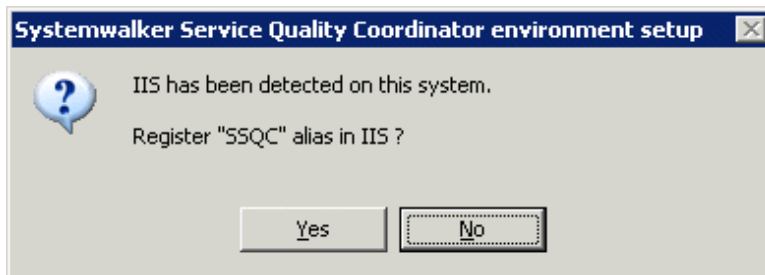 Systemwalker Service Quality Coordinator environment setup
IIS has been detected on this system.
Register "SSQC" alias in IIS ?
Yes No